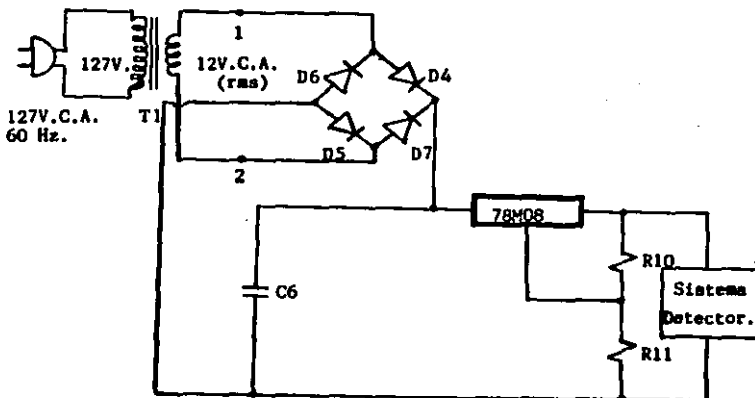 1
127V.
12V.C.A.
(rms)
D6
D4
127V.C.A.
60 Hz.
T1
D5
D7
2
78M08
R10
C6
Sistema
Detector.
R11